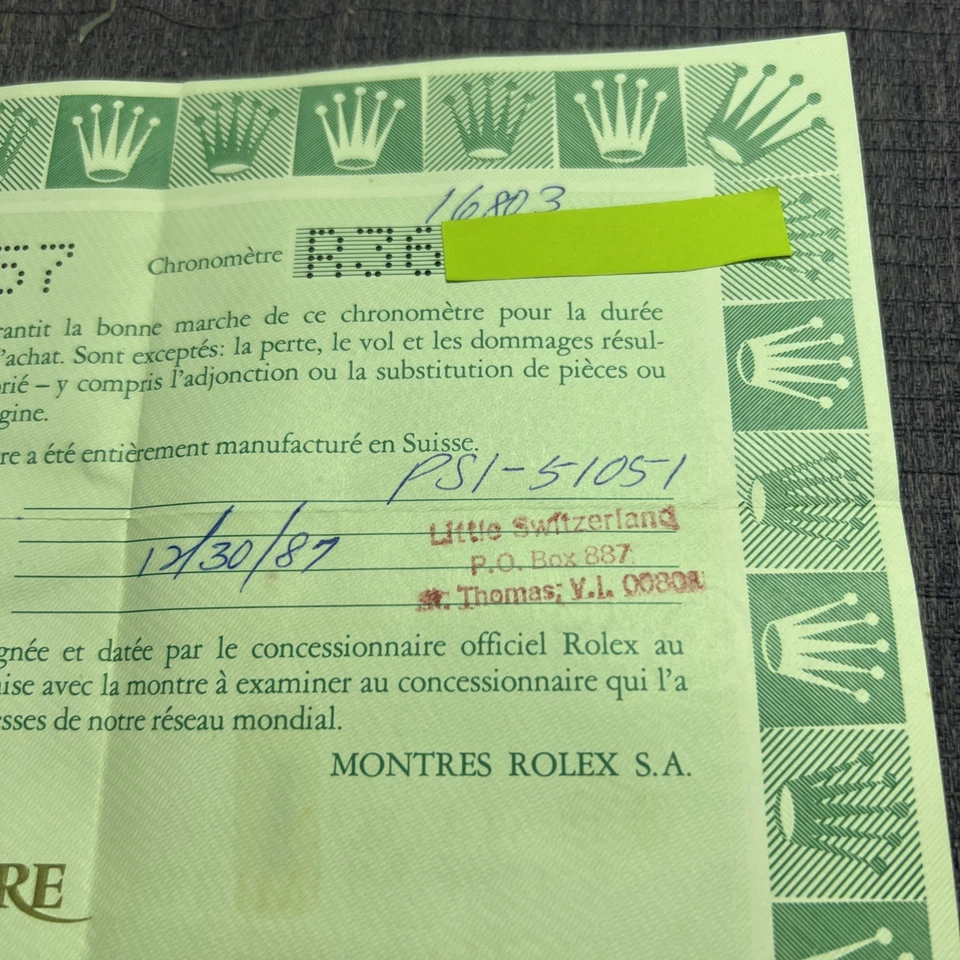 16803
57 Chronomètre R36
rantit la bonne marche de ce chronomètre pour la durée
'achat. Sont exceptés: la perte, le vol et les dommages résul-
rié – y compris l'adjonction ou la substitution de pièces ou
gine.
re a été entièrement manufacturé en Suisse.
PSI-51051
Little Switzerland
12/30/87
P.O. Box 887
St. Thomas, V.I. 00801
gnée et datée par le concessionnaire officiel Rolex au
ise avec la montre à examiner au concessionnaire qui l'a
esses de notre réseau mondial.
MONTRES ROLEX S.A.
RE